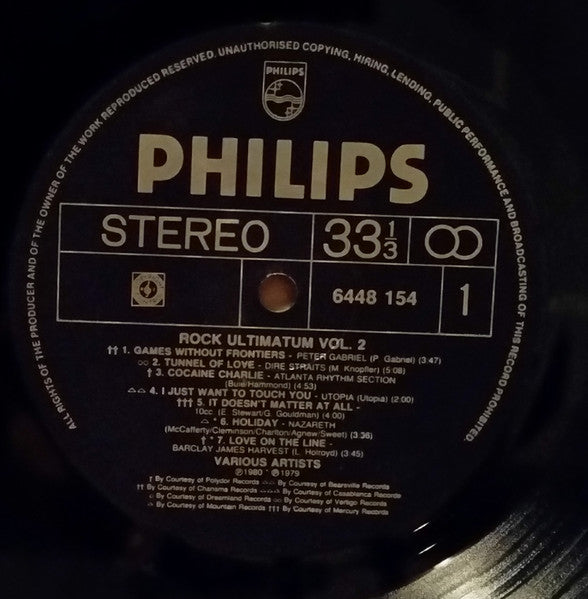 ALL RIGHTS OF THE PRODUCER AND OF THE OWNER OF THE WORK REPRODUCED RESERVED. UNAUTHORISED COPYING, HIRING, LENDING, PUBLIC PERFORMANCE AND BROADCASTING OF THIS RECORD PROHIBITED
PHILIPS
PHILIPS
STEREO 33 1/3
6448 154 1
ROCK ULTIMATUM VOL. 2
†† 1. GAMES WITHOUT FRONTIERS - PETER GABRIEL (P Gabriel) (3:47)
○○ 2. TUNNEL OF LOVE - DIRE STRAITS (M Knopfler) (5:08)
† 3. COCAINE CHARLIE - ATLANTA RHYTHM SECTION
(Buie/Hammond) (4:53)
△△ 4. I JUST WANT TO TOUCH YOU - UTOPIA (Utopia) (2:00)
††† 5. IT DOESN'T MATTER AT ALL -
10cc (E. Stewart/G. Gouldman) (4:00)
△ * 6. HOLIDAY - NAZARETH
(McCafferty/Cleminson/Charlton/Agnew/Sweet) (3:36)
† * 7. LOVE ON THE LINE -
BARCLAY JAMES HARVEST (L. Holroyd) (3:45)
VARIOUS ARTISTS
℗1980 * ℗1979
† By Courtesy of Polydor Records △△ By Courtesy of Bearsville Records
†† By Courtesy of Charisma Records △△△ By Courtesy of Casablanca Records
○ By Courtesy of Dreamland Records ○○ By Courtesy of Vertigo Records
△ By Courtesy of Mountain Records ††† By Courtesy of Mercury Records